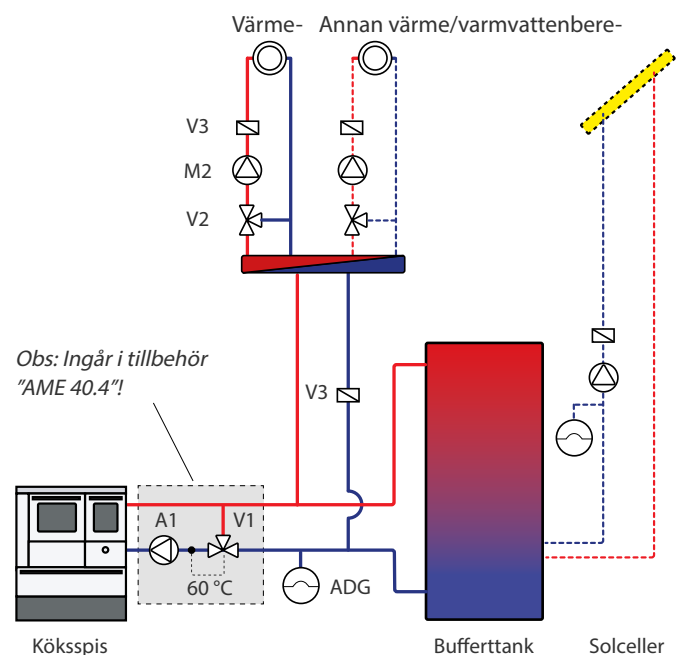 Värme- Annan värme/varmvattenbere-
V3
M2
V2
Obs: Ingår i tillbehör
"AME 40.4"!
V3
A1 V1
60 °C
ADG
Köksspis Bufferttank Solceller